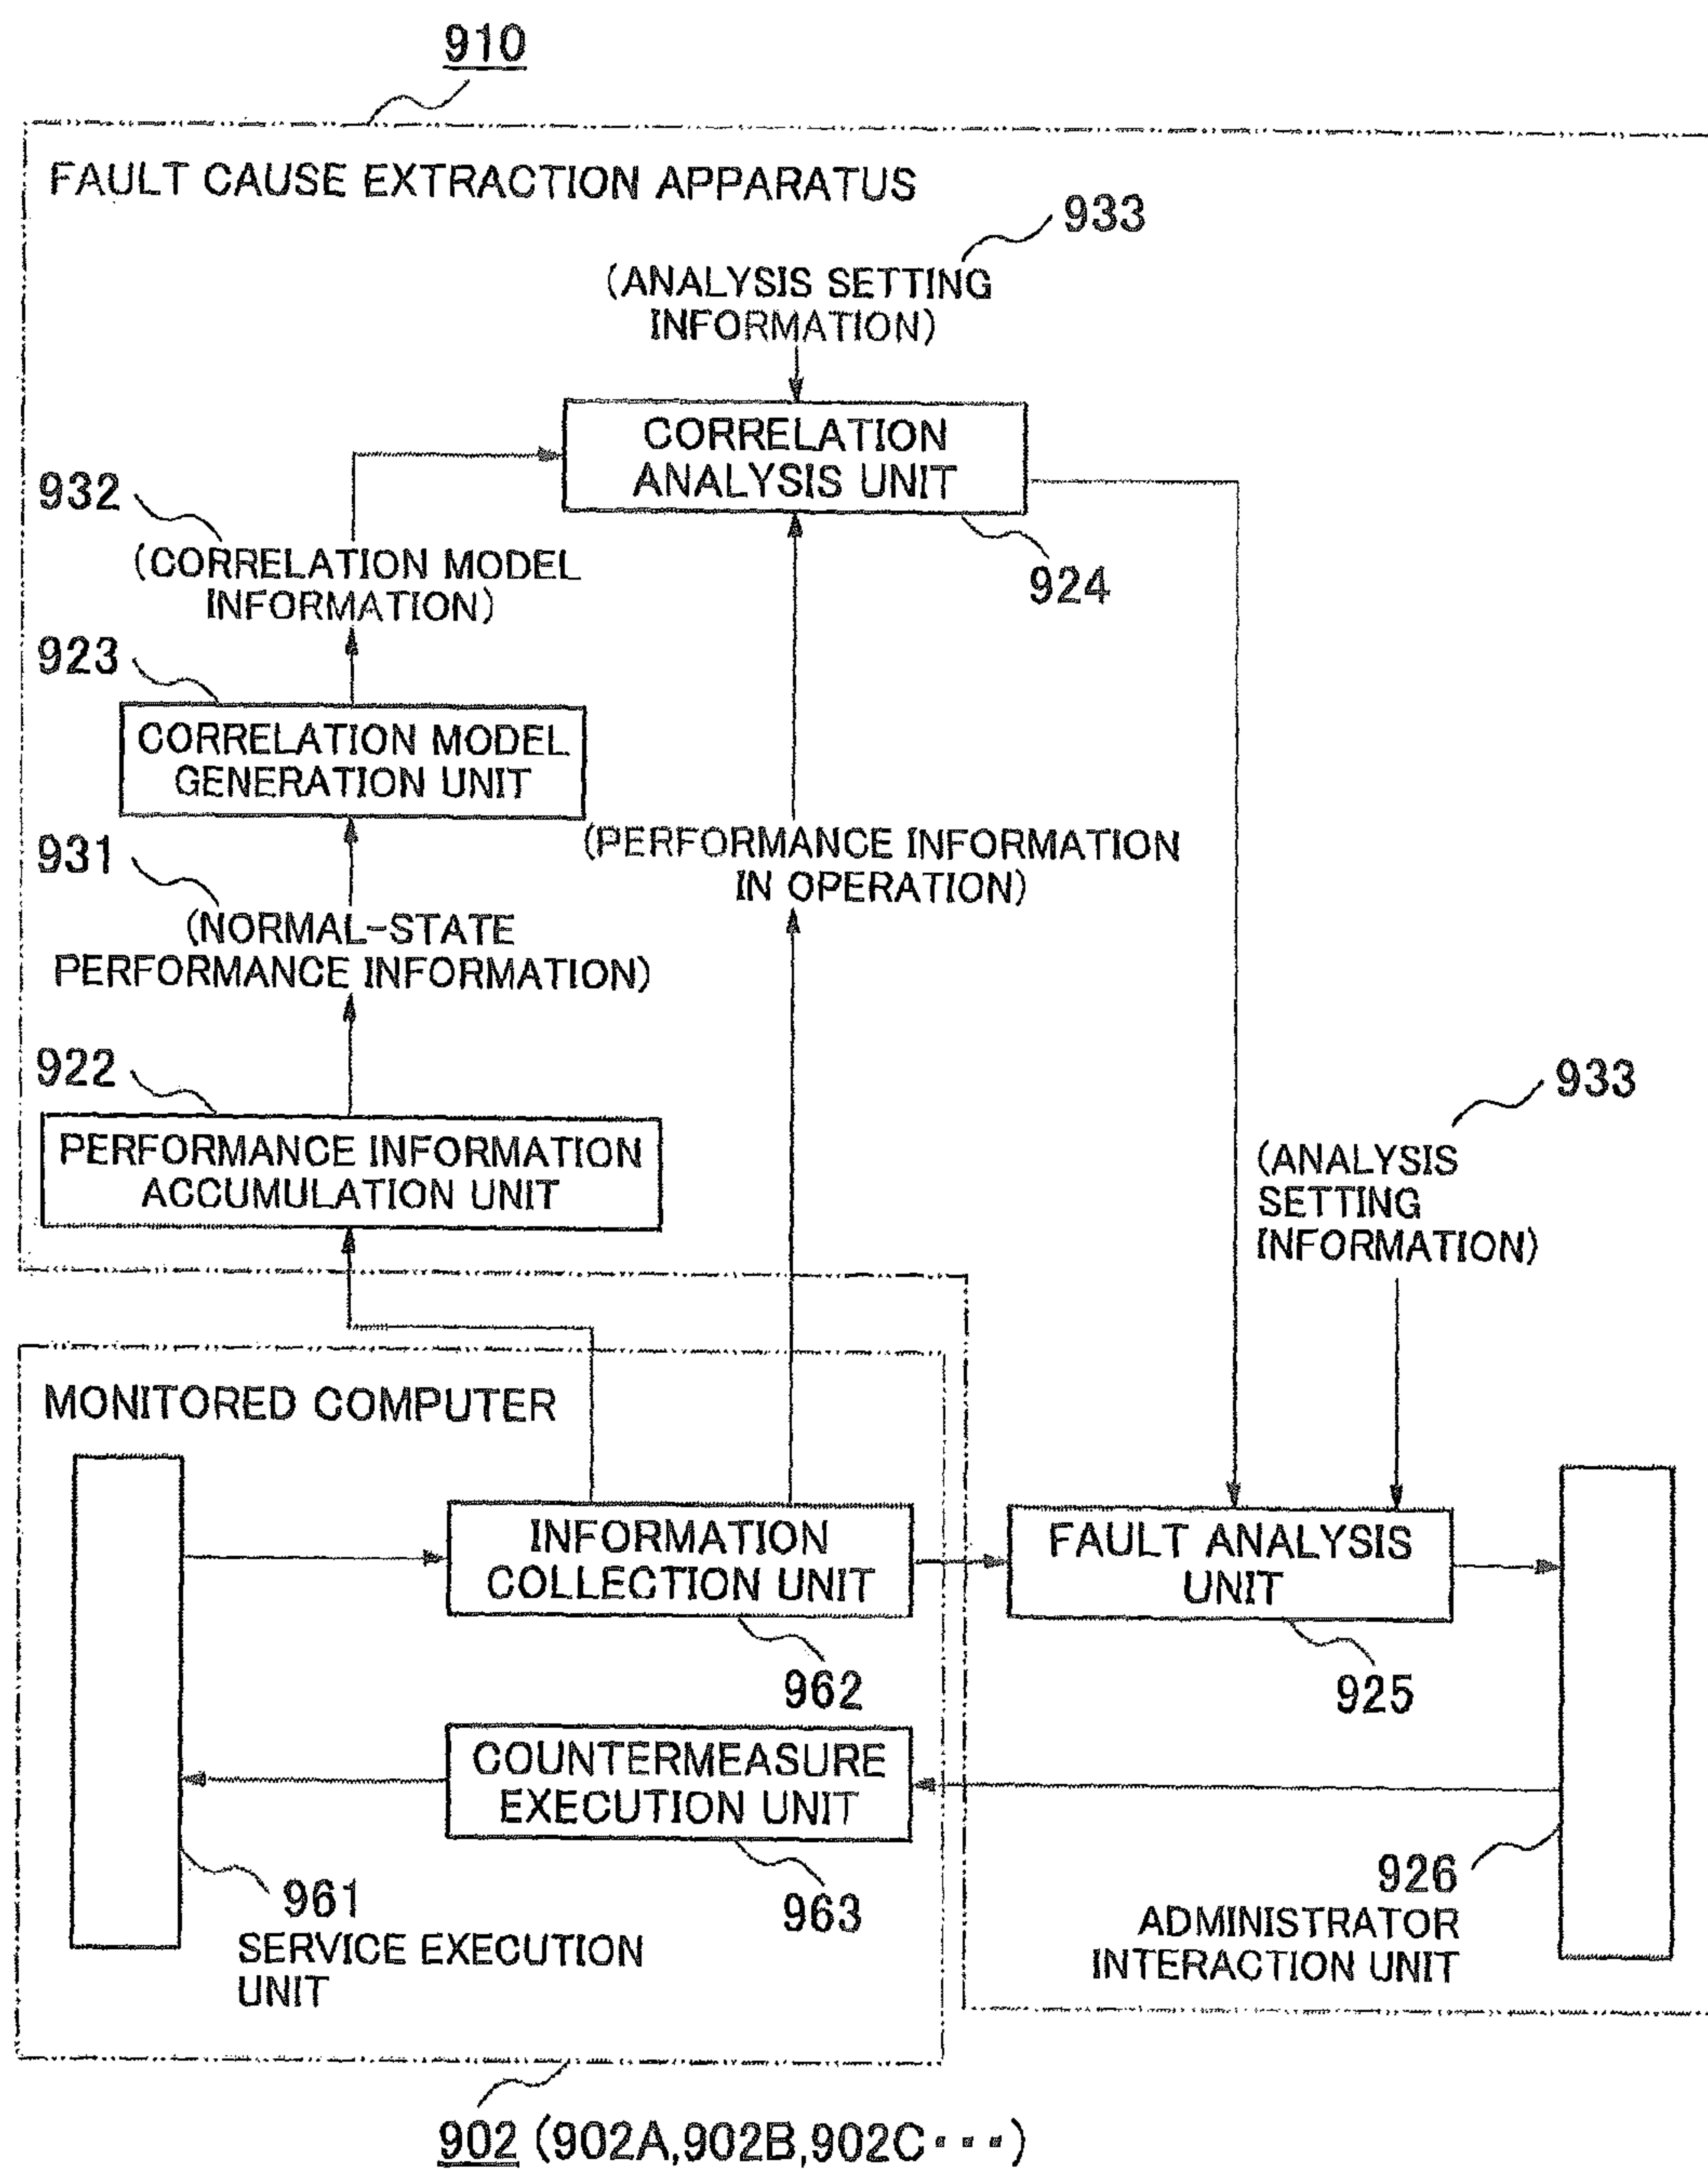 910
FAULT CAUSE EXTRACTION APPARATUS
933
(ANALYSIS SETTING
INFORMATION)
CORRELATION
ANALYSIS UNIT
924
932
(CORRELATION MODEL
INFORMATION)
923
CORRELATION MODEL
GENERATION UNIT
931
(NORMAL-STATE
PERFORMANCE INFORMATION)
(PERFORMANCE INFORMATION
IN OPERATION)
922
PERFORMANCE INFORMATION
ACCUMULATION UNIT
933
(ANALYSIS
SETTING
INFORMATION)
MONITORED COMPUTER
INFORMATION
COLLECTION UNIT
962
FAULT ANALYSIS
UNIT
925
COUNTERMEASURE
EXECUTION UNIT
963
961
SERVICE EXECUTION
UNIT
926
ADMINISTRATOR
INTERACTION UNIT
902 (902A,902B,902C···)